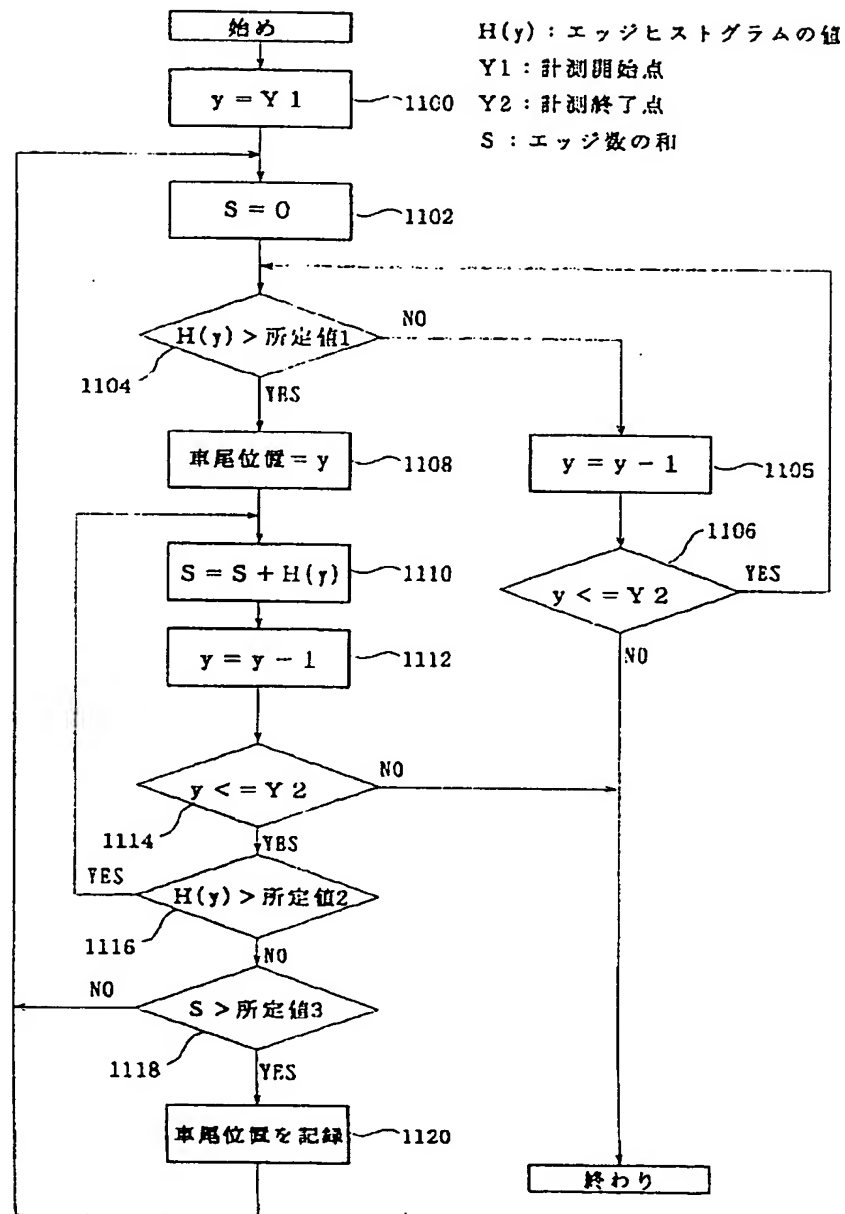 始め
H(y) : エッジヒストグラムの値
Y1 : 計測開始点
Y2 : 計測終了点
S : エッジ数の和
y = Y 1
1100
S = 0
1102
H(y) > 所定値1
NO
1104
YES
車尾位置 = y
1108
y = y - 1
1105
1106
S = S + H(y)
1110
y < = Y 2
YES
y = y - 1
1112
NO
y < = Y 2
NO
1114
YES
YES
H(y) > 所定値2
1116
NO
NO
S > 所定値3
1118
YES
車尾位置を記録
1120
終わり